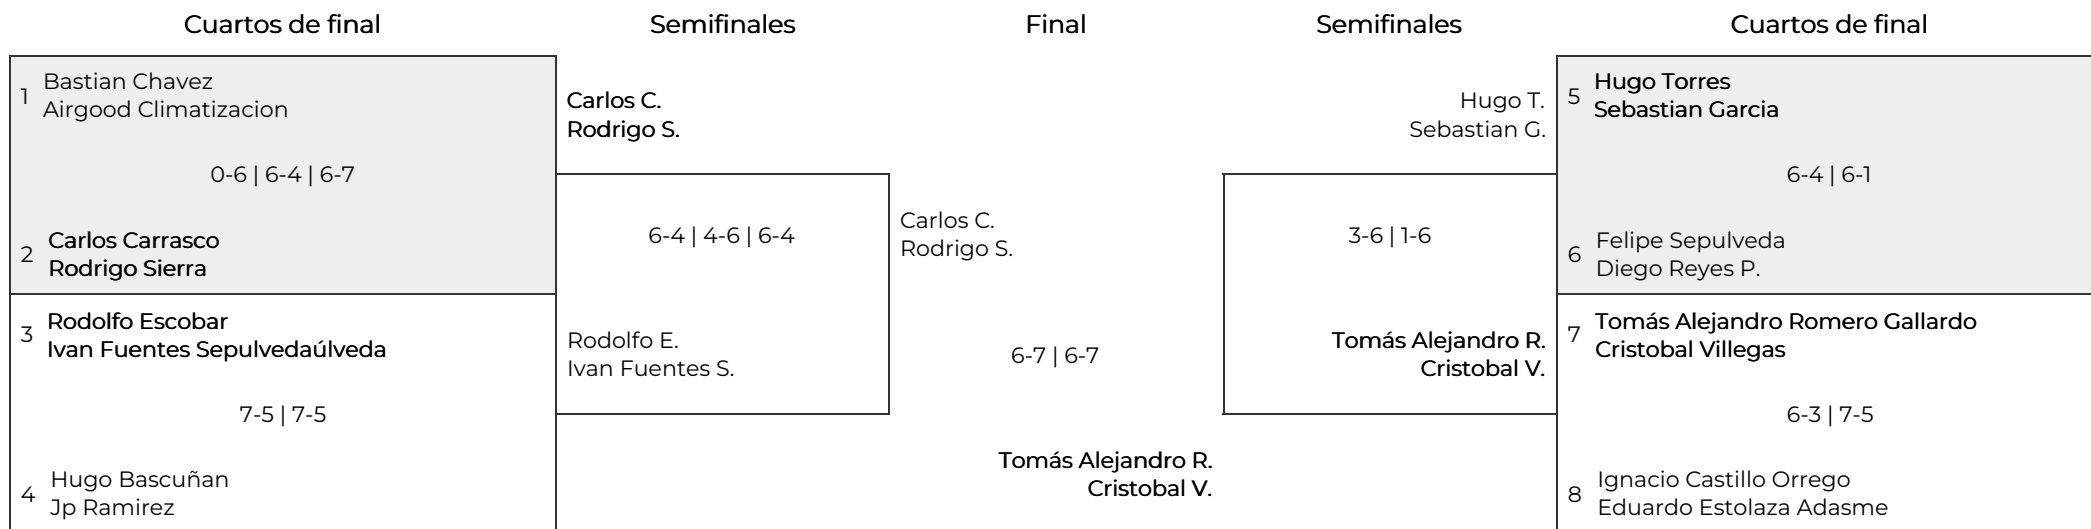 Cuartos de final
Semifinales
Final
Semifinales
Cuartos de final
1
Bastian Chavez
Airgood Climatizacion
0-6 | 6-4 | 6-7
2
Carlos Carrasco
Rodrigo Sierra
3
Rodolfo Escobar
Ivan Fuentes Sepulvedaúlveda
7-5 | 7-5
4
Hugo Bascuñan
Jp Ramirez
Carlos C.
Rodrigo S.
6-4 | 4-6 | 6-4
Rodolfo E.
Ivan Fuentes S.
Carlos C.
Rodrigo S.
6-7 | 6-7
Tomás Alejandro R.
Cristobal V.
Hugo T.
Sebastian G.
3-6 | 1-6
Tomás Alejandro R.
Cristobal V.
5
Hugo Torres
Sebastian Garcia
6-4 | 6-1
6
Felipe Sepulveda
Diego Reyes P.
7
Tomás Alejandro Romero Gallardo
Cristobal Villegas
6-3 | 7-5
8
Ignacio Castillo Orrego
Eduardo Estolaza Adasme